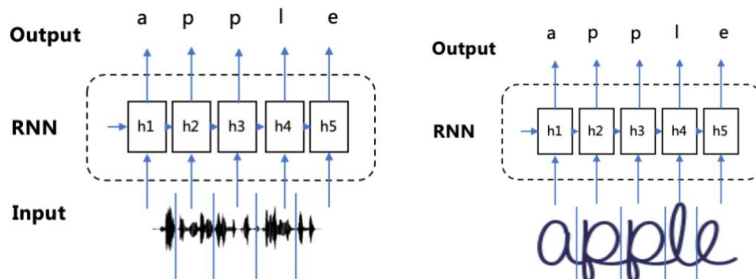 Output a p p l e
RNN h1 h2 h3 h4 h5
Input
Output a p p l e
RNN h1 h2 h3 h4 h5
apple